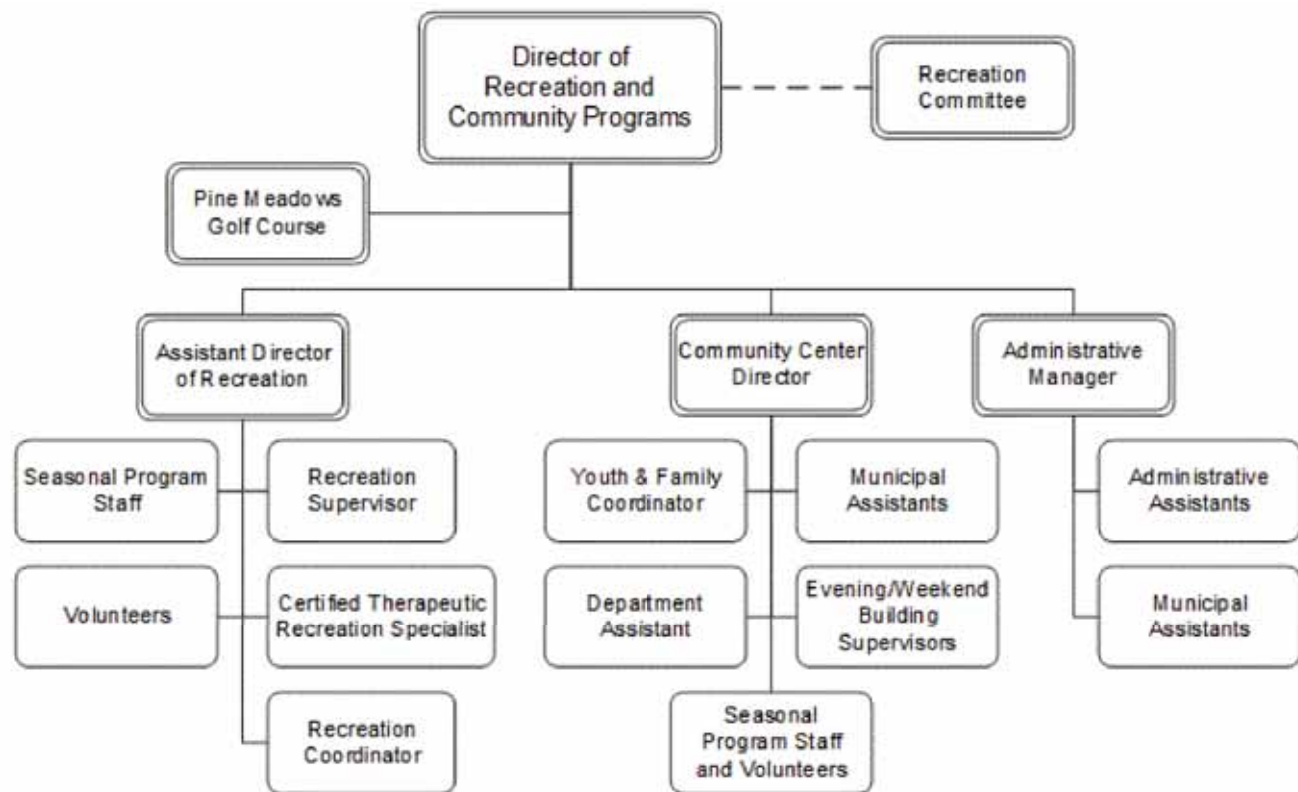 Director of
Recreation and
Community Programs
Recreation
Committee
Pine Meadows
Golf Course
Assistant Director
of Recreation
Community Center
Director
Administrative
Manager
Seasonal Program
Staff
Recreation
Supervisor
Youth & Family
Coordinator
Municipal
Assistants
Administrative
Assistants
Volunteers
Certified Therapeutic
Recreation Specialist
Department
Assistant
Evening/Weekend
Building
Supervisors
Municipal
Assistants
Recreation
Coordinator
Seasonal
Program Staff
and Volunteers